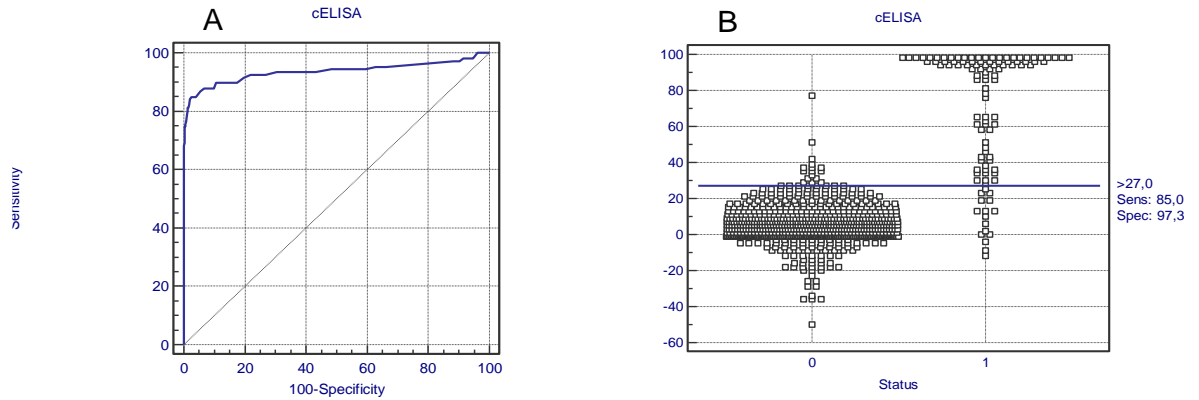 A
cELISA
Sensitivity
100
80
60
40
20
0
0 20 40 60 80 100
100-Specificity
B
cELISA
100
80
60
40
20
0
-20
-40
-60
>27,0
Sens: 85,0
Spec: 97,3
0 1
Status